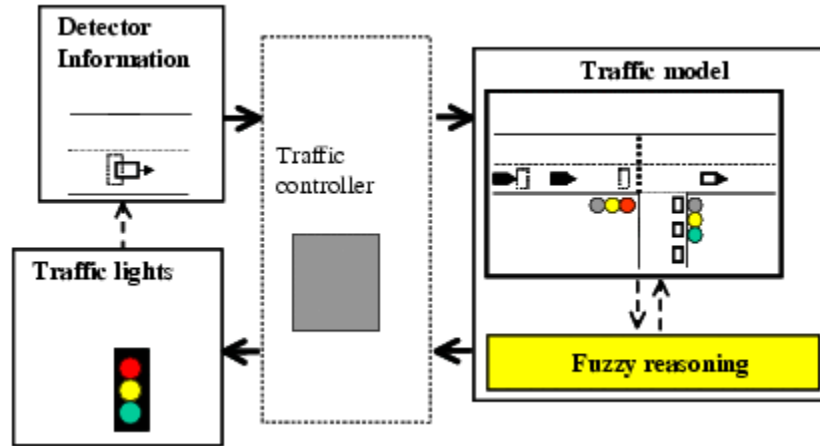 Detector
Information
Traffic model
Traffic
controller
Traffic lights
Fuzzy reasoning